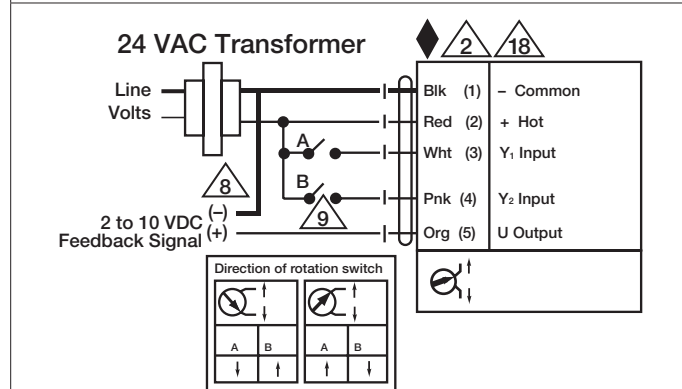 24 VAC Transformer
2
18
Line
Volts
Blk (1) – Common
Red (2) + Hot
A
Wht (3) Y₁ Input
B
Pnk (4) Y₂ Input
8
9
2 to 10 VDC (–)
Feedback Signal (+)
Org (5) U Output
Direction of rotation switch
A B A B